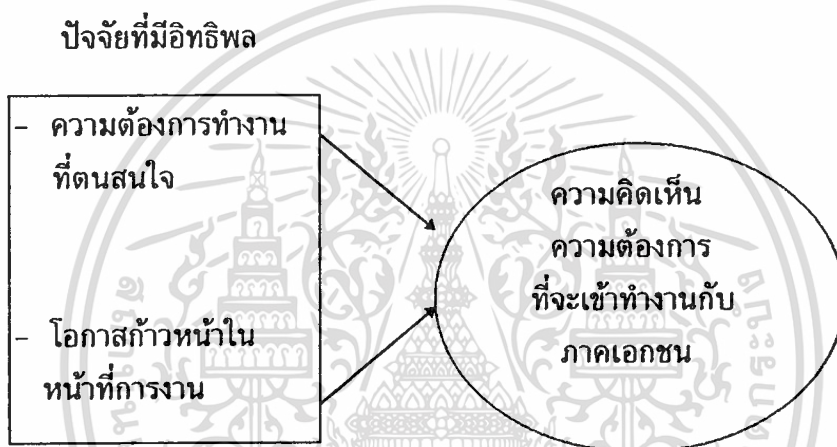 ปัจจัยที่มีอิทธิพล
- ความต้องการทำงาน
ที่ตนสนใจ
- โอกาสก้าวหน้าใน
หน้าที่การงาน
ความคิดเห็น
ความต้องการ
ที่จะเข้าทำงานกับ
ภาคเอกชน